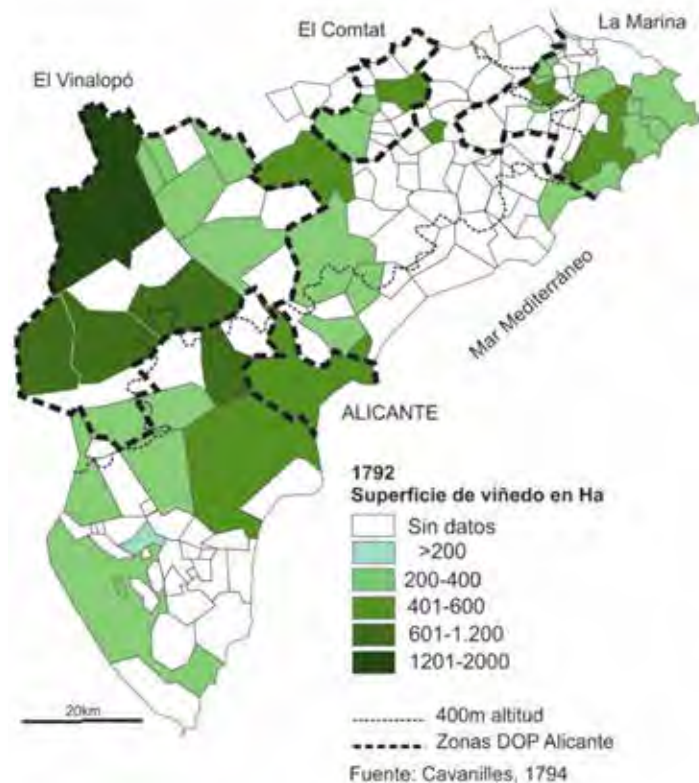 El Comtat
La Marina
El Vinalopó
Mar Mediterráneo
ALICANTE
1792
Superficie de viñedo en Ha
Sin datos
>200
200-400
401-600
601-1.200
1201-2000
20km
400m altitud
Zonas DOP Alicante
Fuente: Cavanilles, 1794